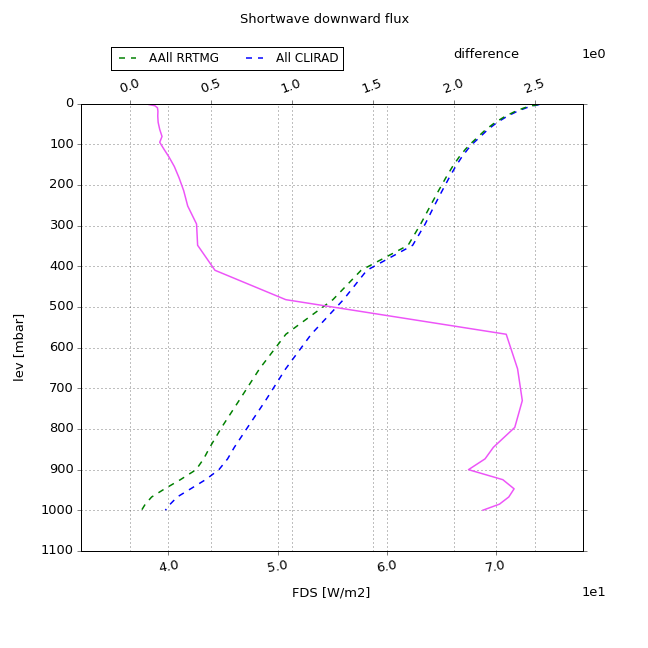 Shortwave downward flux
AAll RRTMG All CLIRAD
difference 1e0
0.0 0.5 1.0 1.5 2.0 2.5
0
100
200
300
400
500
600
700
800
900
1000
1100
lev [mbar]
4.0 5.0 6.0 7.0
FDS [W/m2] 1e1